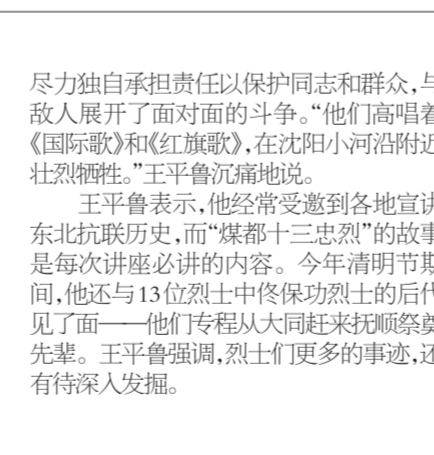 尽力独自承担责任以保护同志和群众，与
敌人展开了面对面的斗争。“他们高唱着
《国际歌》和《红旗歌》，在沈阳小河沿附近
壮烈牺牲。”王平鲁沉痛地说。
王平鲁表示，他经常受邀到各地宣讲
东北抗联历史，而“煤都十三忠烈”的故事
是每次讲座必讲的内容。今年清明节期
间，他还与13位烈士中佟保功烈士的后代
见了面——他们专程从大同赶来抚顺祭奠
先辈。王平鲁强调，烈士们更多的事迹，还
有待深入发掘。